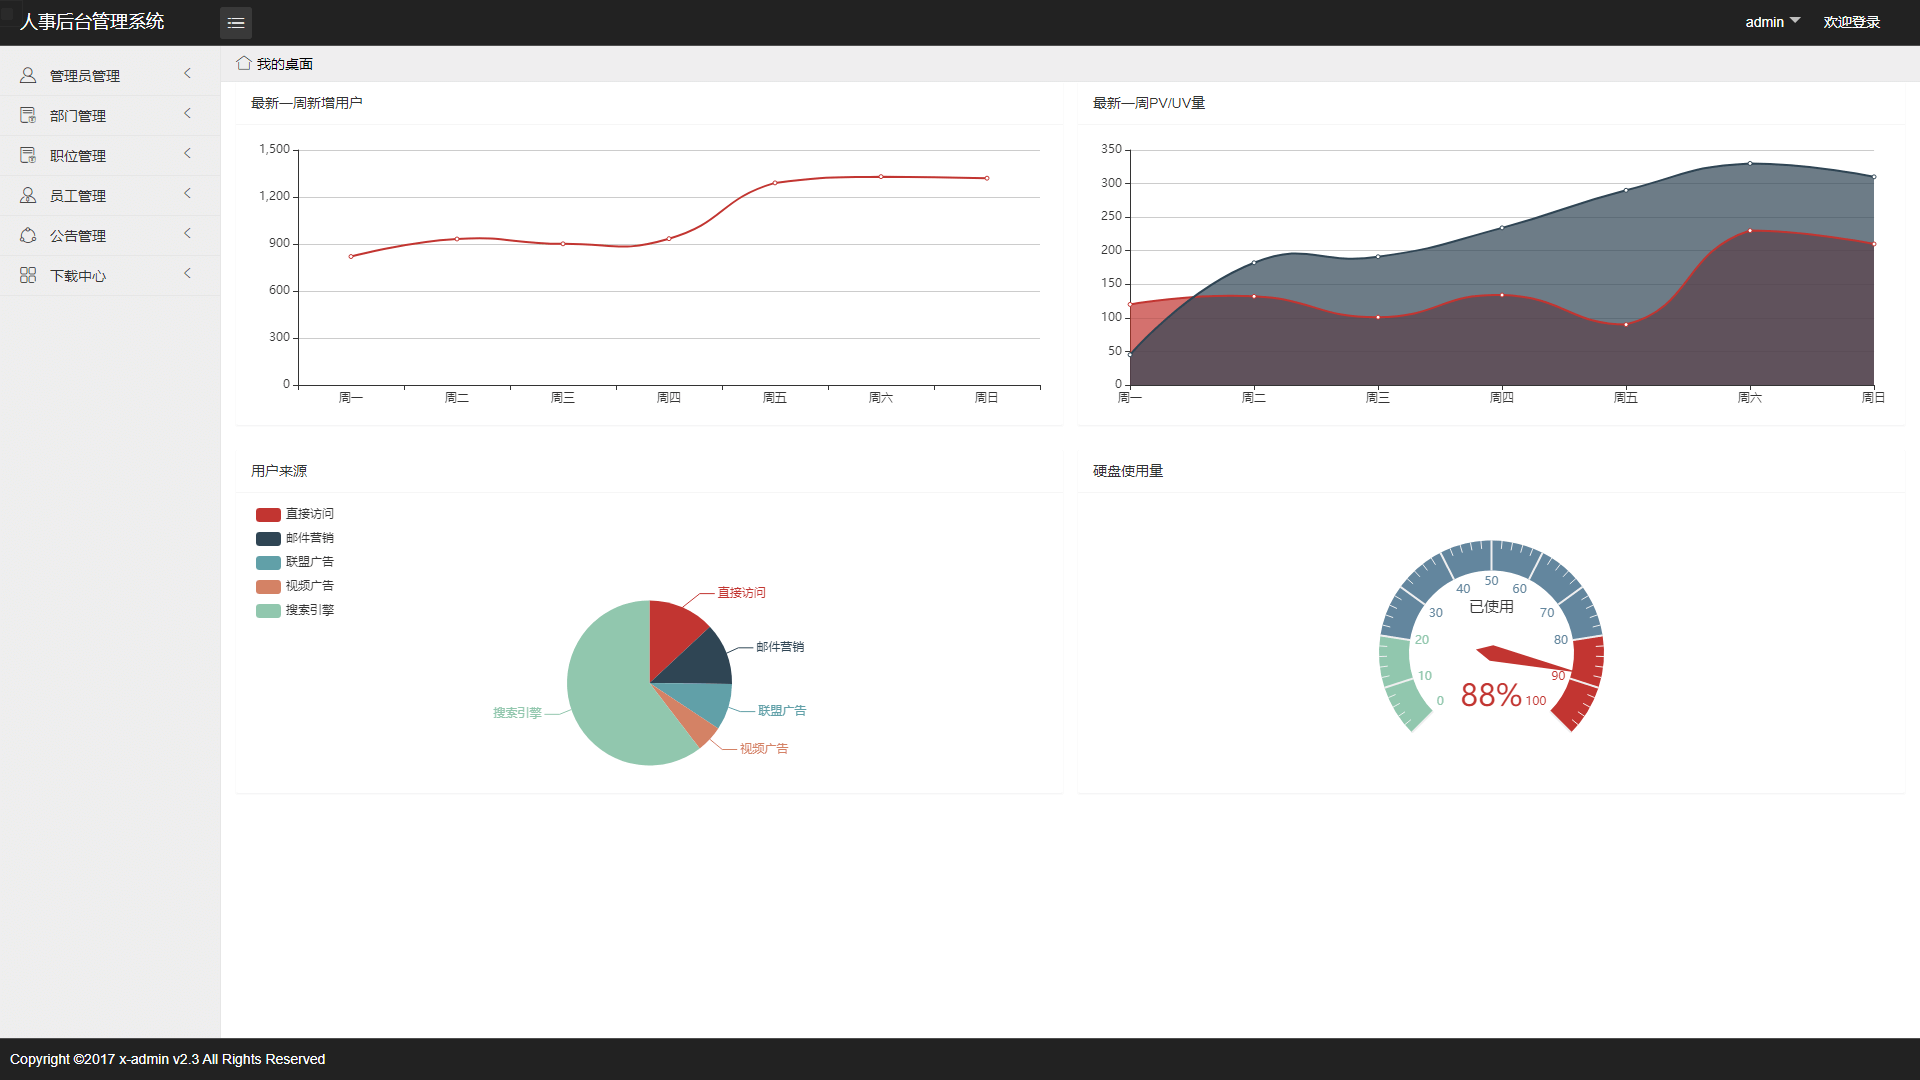 人事后台管理系统
admin
欢迎登录
管理员管理
部门管理
职位管理
员工管理
公告管理
下载中心
我的桌面
最新一周新增用户
1,500
1,200
900
600
300
0
周一 周二 周三 周四 周五 周六 周日
最新一周PV/UV量
350
300
250
200
150
100
50
0
周一 周二 周三 周四 周五 周六 周日
用户来源
直接访问
邮件营销
联盟广告
视频广告
搜索引擎
直接访问
邮件营销
联盟广告
视频广告
搜索引擎
硬盘使用量
0
10
20
30
40
50
60
70
80
90
100
已使用
88%
Copyright ©2017 x-admin v2.3 All Rights Reserved